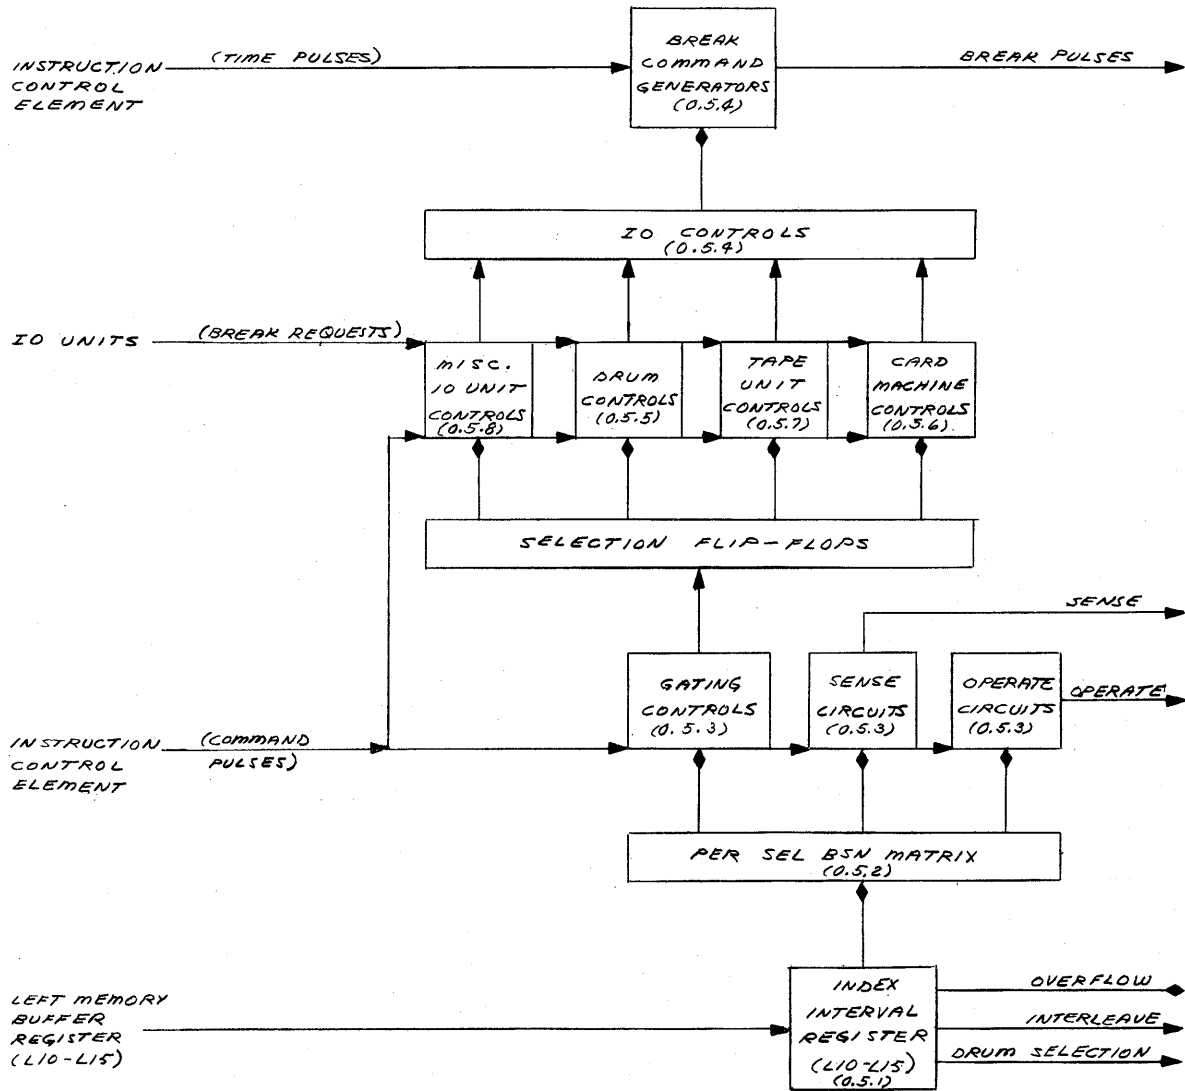 INSTRUCTION
CONTROL
ELEMENT
(TIME PULSES)
BREAK
COMMAND
GENERATORS
(0.5.4)
BREAK PULSES
IO CONTROLS
(0.5.4)
IO UNITS
(BREAK REQUESTS)
MISC.
IO UNIT
CONTROLS
(0.5.8)
DRUM
CONTROLS
(0.5.5)
TAPE
UNIT
CONTROLS
(0.5.7)
CARD
MACHINE
CONTROLS
(0.5.6)
SELECTION FLIP-FLOPS
SENSE
GATING
CONTROLS
(0.5.3)
SENSE
CIRCUITS
(0.5.3)
OPERATE
CIRCUITS
(0.5.3)
OPERATE
INSTRUCTION
CONTROL
ELEMENT
(COMMAND
PULSES)
PER SEL BSN MATRIX
(0.5.2)
LEFT MEMORY
BUFFER
REGISTER
(L10-L15)
INDEX
INTERVAL
REGISTER
(L10-L15)
(0.5.1)
OVERFLOW
INTERLEAVE
DRUM SELECTION